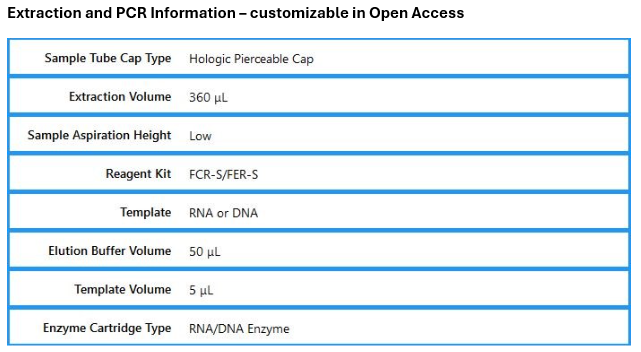 Extraction and PCR Information – customizable in Open Access
Sample Tube Cap Type Hologic Pierceable Cap
Extraction Volume 360 µL
Sample Aspiration Height Low
Reagent Kit FCR-S/FER-S
Template RNA or DNA
Elution Buffer Volume 50 µL
Template Volume 5 µL
Enzyme Cartridge Type RNA/DNA Enzyme